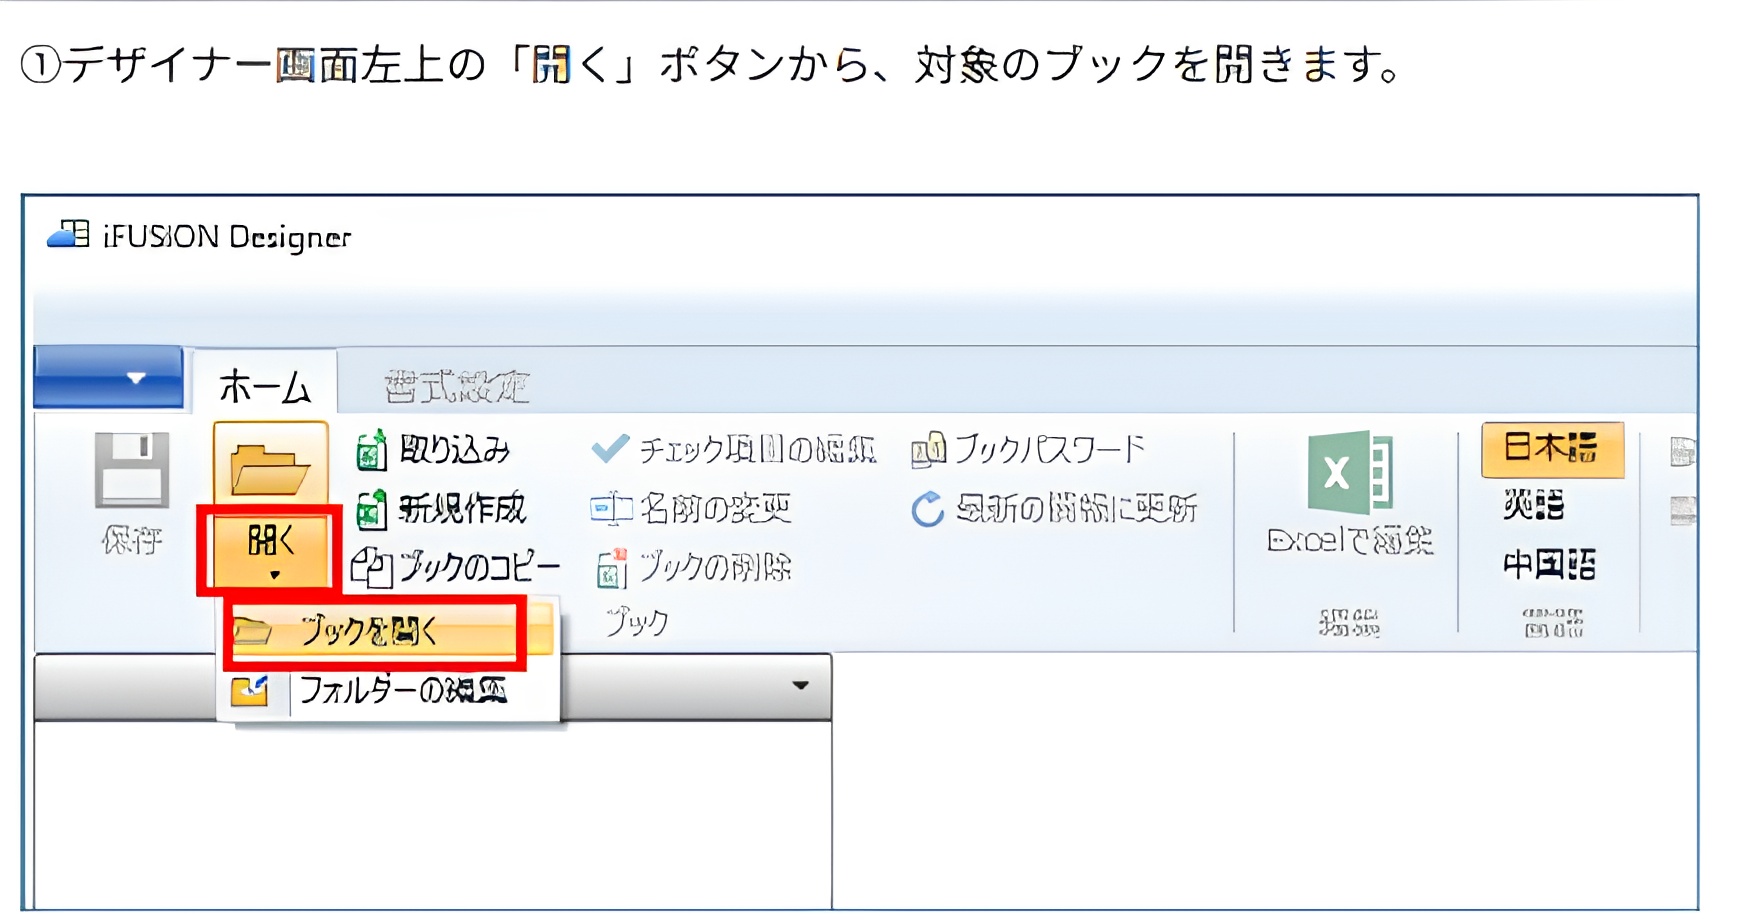 ①デザイナー画面左上の「開く」ボタンから、対象のブックを開きます。
iFUSION Designer
ホーム 書式設定
保存
開く
取り込み
新規作成
ブックのコピー
チェック項目の編集
名前の変更
ブックの削除
ブックパスワード
最新の情報に更新
ブック
Excelで編集
日本語
英語
中国語
ブックを開く
フォルダーの編集